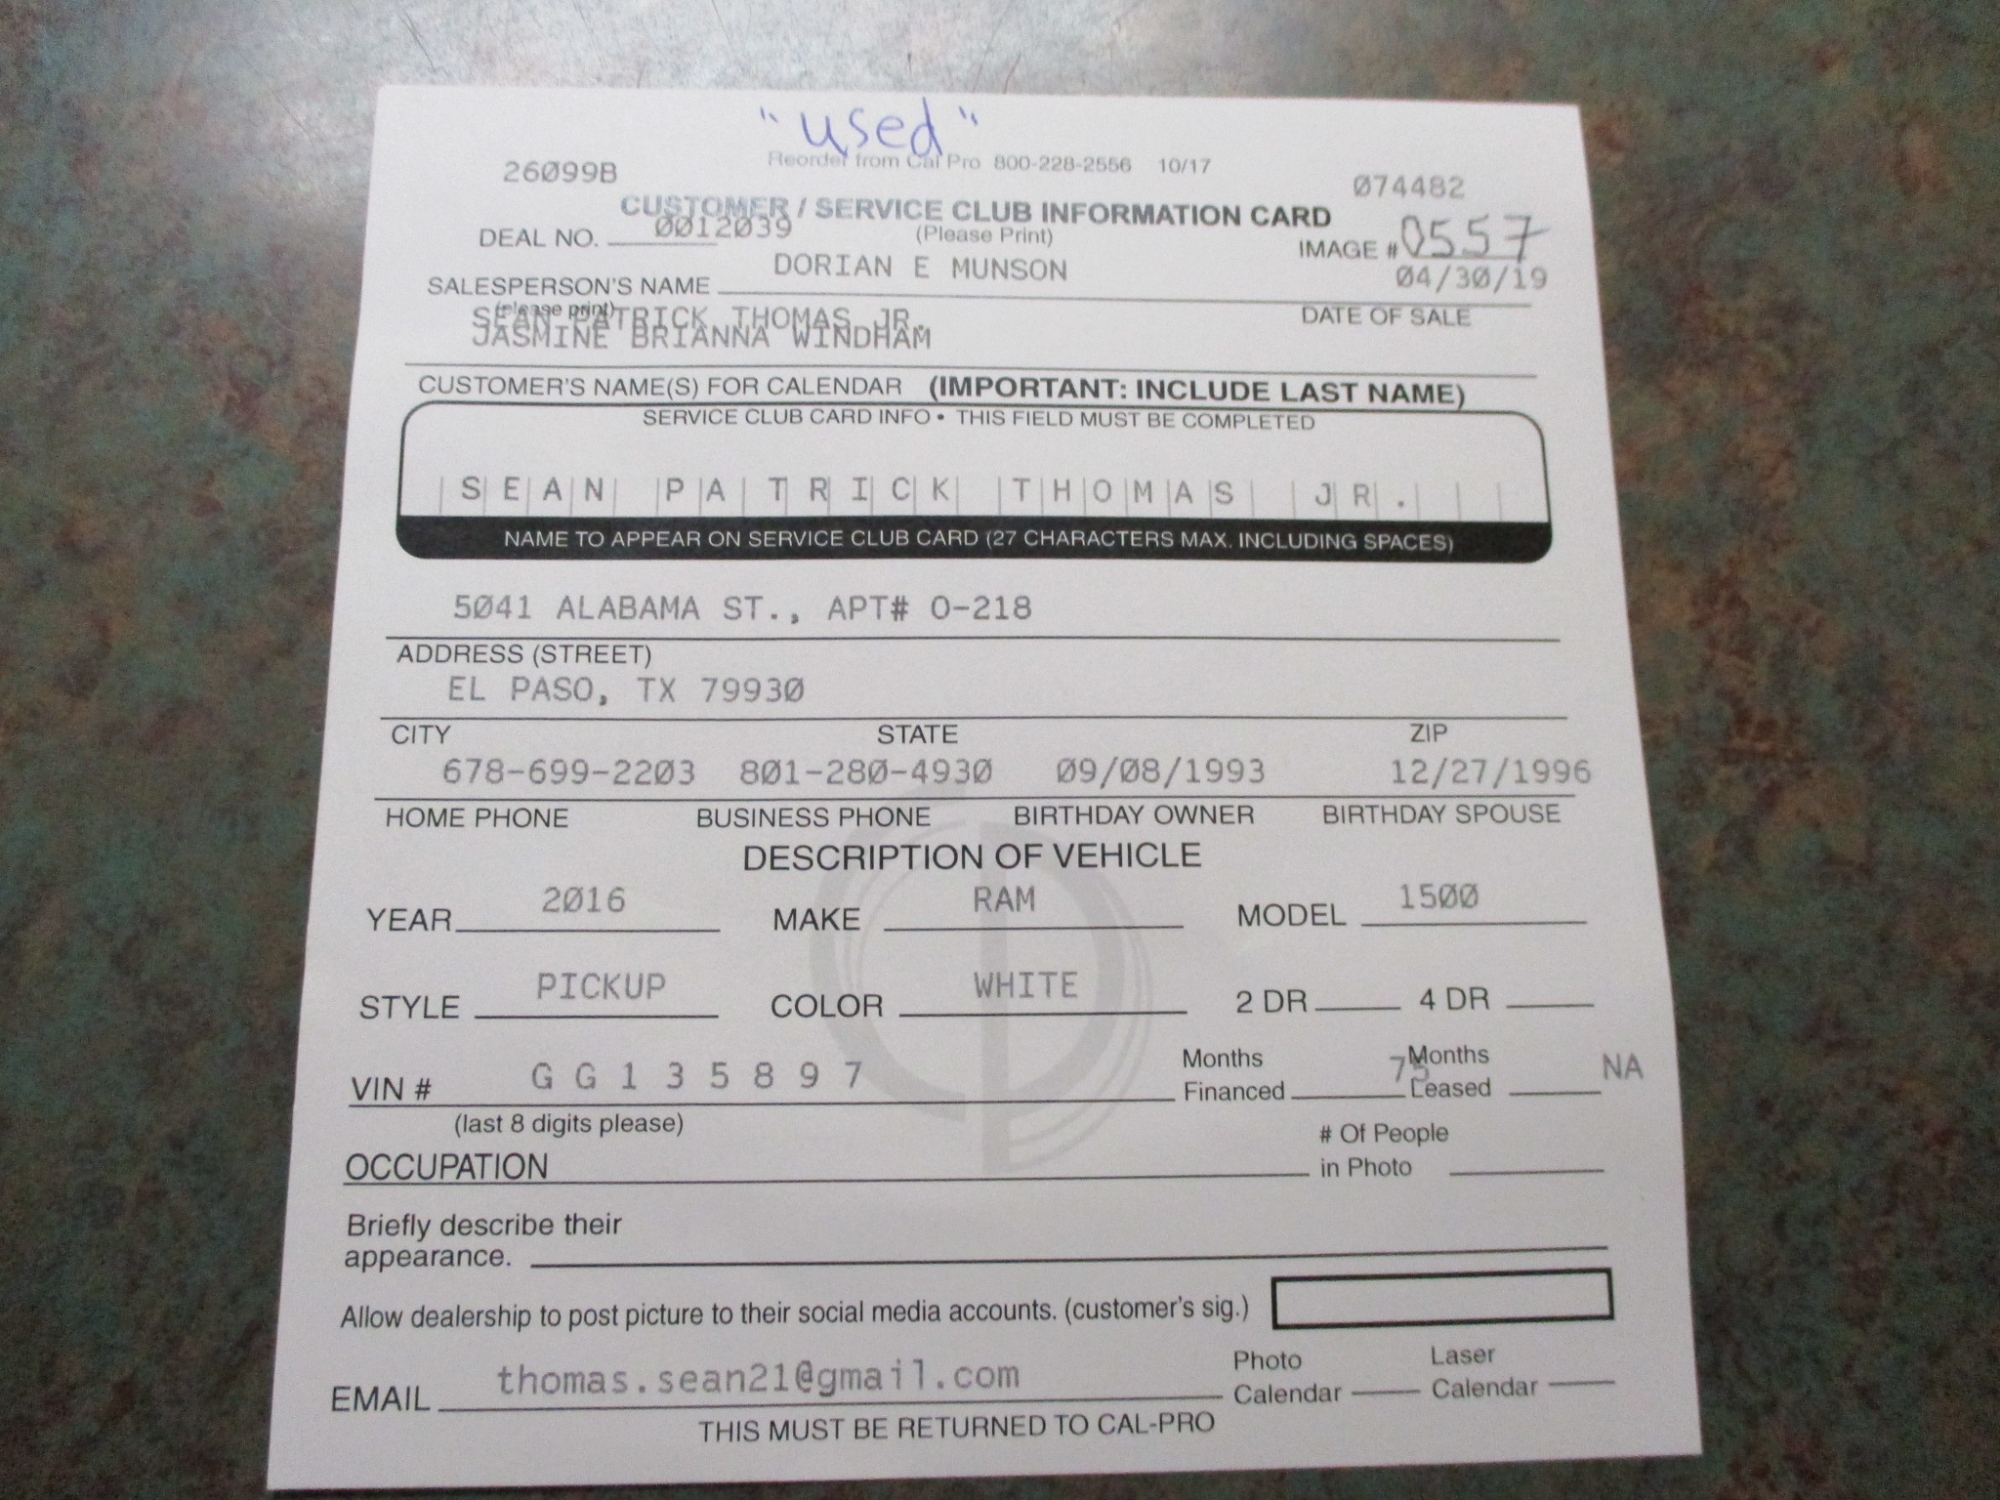 "used"
Reorder from Cal Pro 800-228-2556 10/17
26099B 074482
CUSTOMER / SERVICE CLUB INFORMATION CARD
DEAL NO. 0012039 (Please Print) IMAGE # 0557
SALESPERSON'S NAME DORIAN E MUNSON 04/30/19
(please print) DATE OF SALE
SEAN PATRICK THOMAS JR.
JASMINE BRIANNA WINDHAM
CUSTOMER'S NAME(S) FOR CALENDAR (IMPORTANT: INCLUDE LAST NAME)
SERVICE CLUB CARD INFO • THIS FIELD MUST BE COMPLETED
SEAN PATRICK THOMAS JR.
NAME TO APPEAR ON SERVICE CLUB CARD (27 CHARACTERS MAX. INCLUDING SPACES)
5041 ALABAMA ST., APT# O-218
ADDRESS (STREET)
EL PASO, TX 79930
CITY STATE ZIP
678-699-2203 801-280-4930 09/08/1993 12/27/1996
HOME PHONE BUSINESS PHONE BIRTHDAY OWNER BIRTHDAY SPOUSE
DESCRIPTION OF VEHICLE
YEAR 2016 MAKE RAM MODEL 1500
STYLE PICKUP COLOR WHITE 2 DR 4 DR
VIN # GG135897 Months Financed 75 Months Leased NA
(last 8 digits please)
OCCUPATION # Of People in Photo
Briefly describe their
appearance.
Allow dealership to post picture to their social media accounts. (customer's sig.)
EMAIL thomas.sean21@gmail.com Photo Calendar Laser Calendar
THIS MUST BE RETURNED TO CAL-PRO